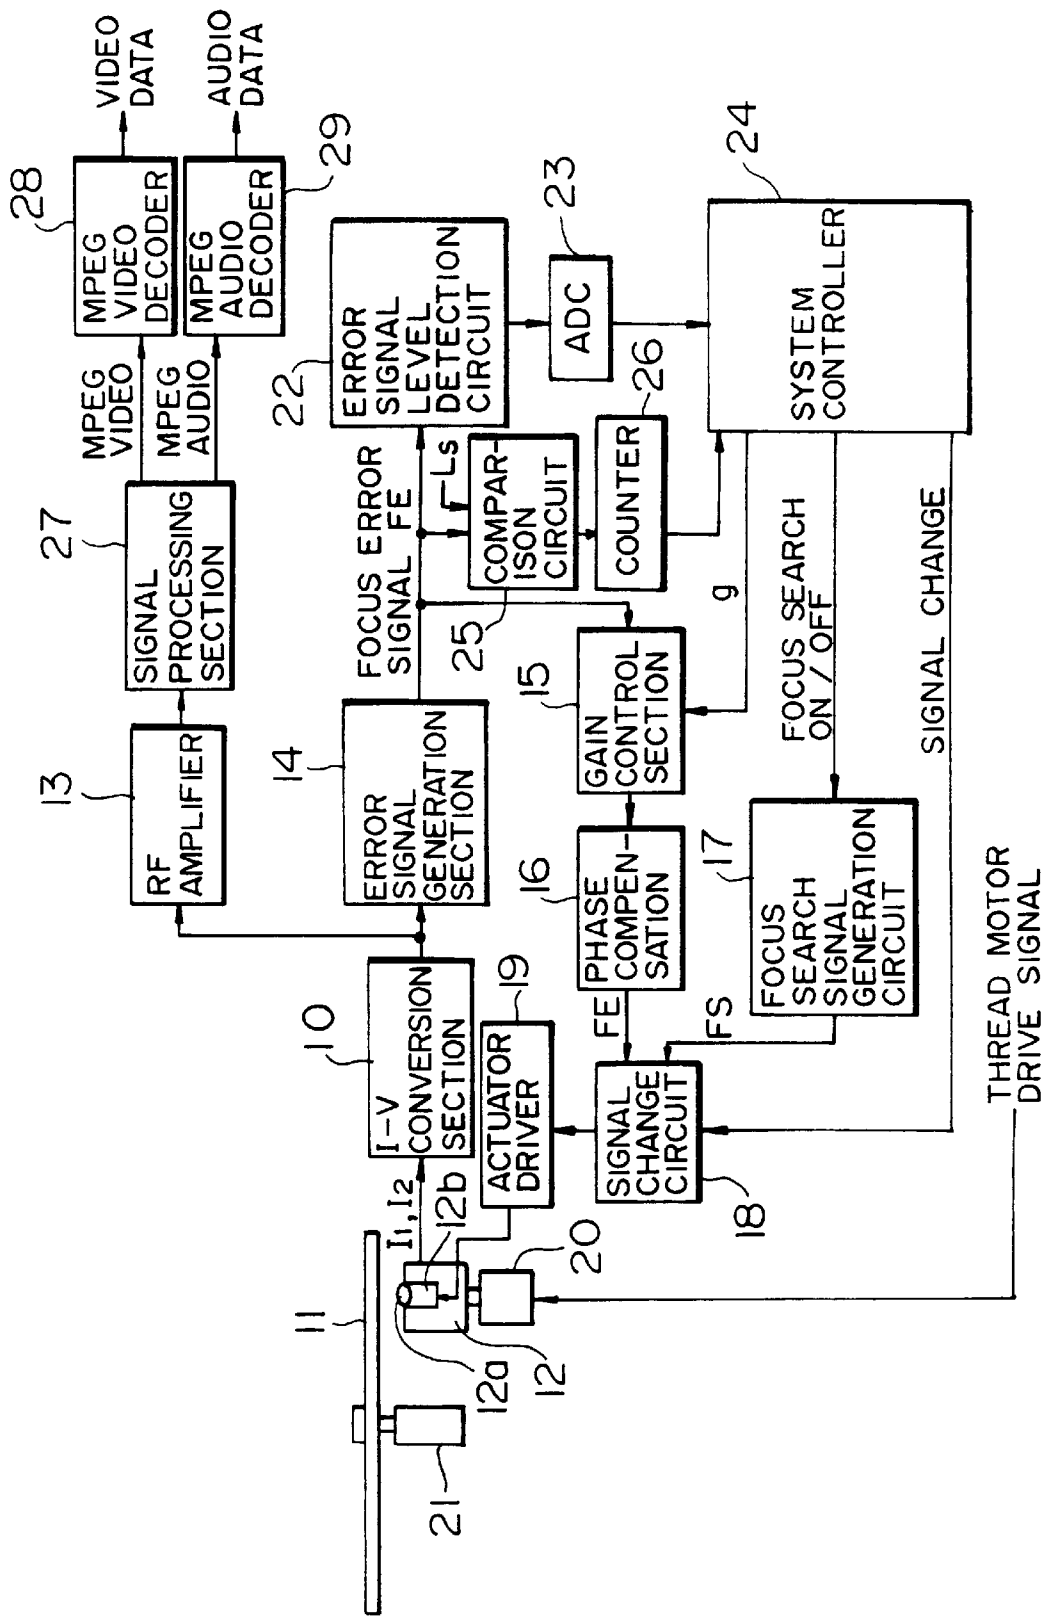 28
MPEG
VIDEO
DECODER
VIDEO
DATA
MPEG
AUDIO
DECODER
29
AUDIO
DATA
MPEG
VIDEO
MPEG
AUDIO
27
SIGNAL
PROCESSING
SECTION
13
RF
AMPLIFIER
22
ERROR
SIGNAL
LEVEL
DETECTION
CIRCUIT
FOCUS ERROR
SIGNAL FE
14
ERROR
SIGNAL
GENERATION
SECTION
10
I-V
CONVERSION
SECTION
I1, I2
11
12a
12b
12
20
21
19
ACTUATOR
DRIVER
Ls
COMPAR-
ISON
CIRCUIT
25
COUNTER
26
23
ADC
24
SYSTEM
CONTROLLER
15
GAIN
CONTROL
SECTION
g
16
PHASE
COMPEN-
SATION
FE
SIGNAL
CHANGE
CIRCUIT
18
FS
17
FOCUS
SEARCH
SIGNAL
GENERATION
CIRCUIT
FOCUS SEARCH
ON / OFF
SIGNAL CHANGE
THREAD MOTOR
DRIVE SIGNAL